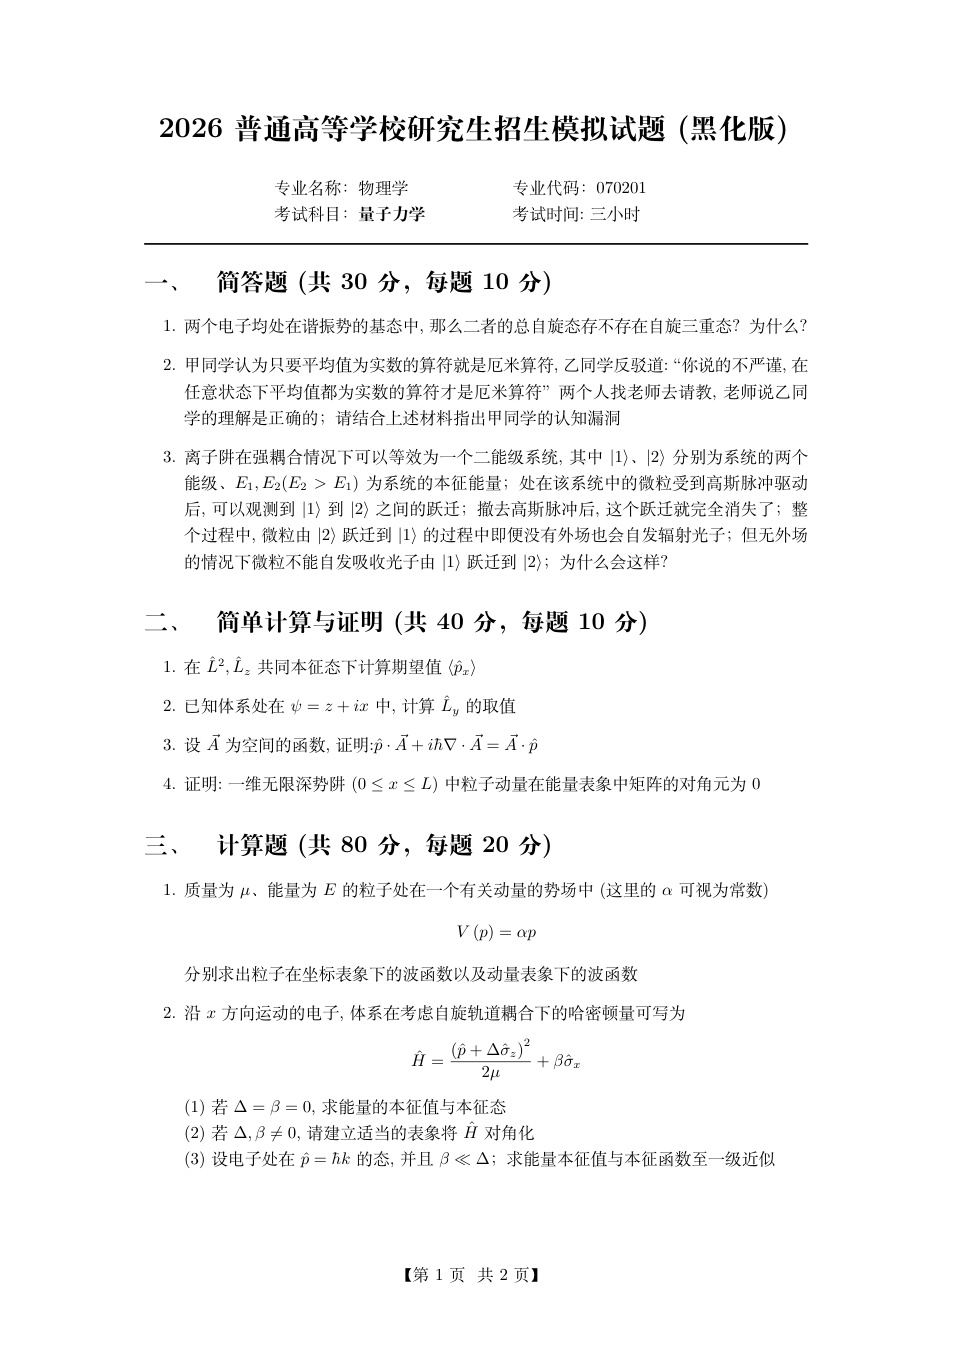 2026 普通高等学校研究生招生模拟试题 (黑化版)
专业名称：物理学 专业代码：070201
考试科目：量子力学 考试时间: 三小时
一、 简答题 (共 30 分，每题 10 分)
1. 两个电子均处在谐振势的基态中, 那么二者的总自旋态存不存在自旋三重态？为什么?
2. 甲同学认为只要平均值为实数的算符就是厄米算符, 乙同学反驳道: “你说的不严谨, 在
任意状态下平均值都为实数的算符才是厄米算符” 两个人找老师去请教, 老师说乙同
学的理解是正确的；请结合上述材料指出甲同学的认知漏洞
3. 离子阱在强耦合情况下可以等效为一个二能级系统, 其中 |1⟩、|2⟩ 分别为系统的两个
能级、E₁, E₂(E₂ > E₁) 为系统的本征能量；处在该系统中的微粒受到高斯脉冲驱动
后, 可以观测到 |1⟩ 到 |2⟩ 之间的跃迁；撤去高斯脉冲后, 这个跃迁就完全消失了；整
个过程中, 微粒由 |2⟩ 跃迁到 |1⟩ 的过程中即便没有外场也会自发辐射光子；但无外场
的情况下微粒不能自发吸收光子由 |1⟩ 跃迁到 |2⟩；为什么会这样?
二、 简单计算与证明 (共 40 分，每题 10 分)
1. 在 L̂², L̂_z 共同本征态下计算期望值 ⟨p̂ₓ⟩
2. 已知体系处在 ψ = z + ix 中, 计算 L̂_y 的取值
3. 设 A⃗ 为空间的函数, 证明:p̂ · A⃗ + iħ∇ · A⃗ = A⃗ · p̂
4. 证明: 一维无限深势阱 (0 ≤ x ≤ L) 中粒子动量在能量表象中矩阵的对角元为 0
三、 计算题 (共 80 分，每题 20 分)
1. 质量为 μ、能量为 E 的粒子处在一个有关动量的势场中 (这里的 α 可视为常数)
V (p) = αp
分别求出粒子在坐标表象下的波函数以及动量表象下的波函数
2. 沿 x 方向运动的电子, 体系在考虑自旋轨道耦合下的哈密顿量可写为
Ĥ = (p̂ + Δσ̂_z)² / 2μ + βσ̂ₓ
(1) 若 Δ = β = 0, 求能量的本征值与本征态
(2) 若 Δ, β ≠ 0, 请建立适当的表象将 Ĥ 对角化
(3) 设电子处在 p̂ = ħk 的态, 并且 β ≪ Δ；求能量本征值与本征函数至一级近似
【第 1 页 共 2 页】